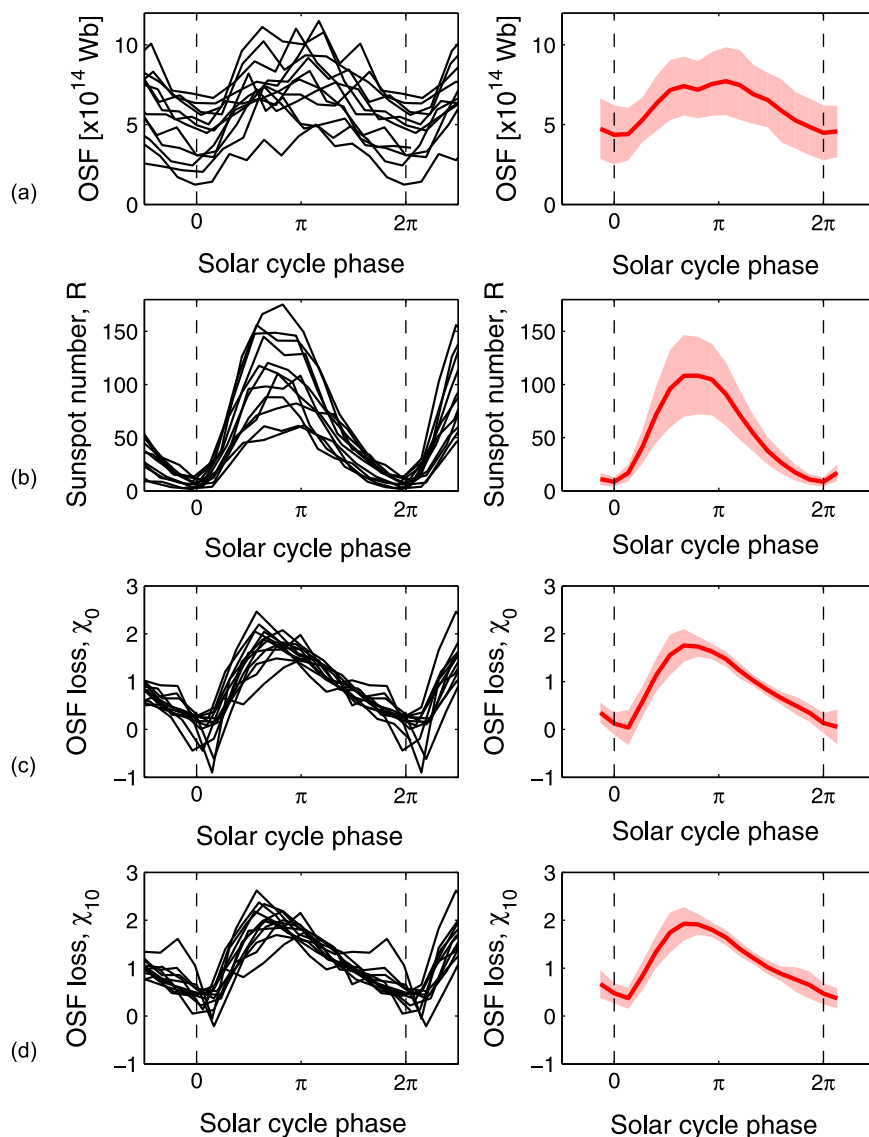 (a)
OSF [x10^14 Wb]
10
5
0
0 π 2π
Solar cycle phase
OSF [x10^14 Wb]
10
5
0
0 π 2π
Solar cycle phase
(b)
Sunspot number, R
150
100
50
0
0 π 2π
Solar cycle phase
Sunspot number, R
150
100
50
0
0 π 2π
Solar cycle phase
(c)
OSF loss, χ₀
3
2
1
0
−1
0 π 2π
Solar cycle phase
OSF loss, χ₀
3
2
1
0
−1
0 π 2π
Solar cycle phase
(d)
OSF loss, χ₁₀
3
2
1
0
−1
0 π 2π
Solar cycle phase
OSF loss, χ₁₀
3
2
1
0
−1
0 π 2π
Solar cycle phase